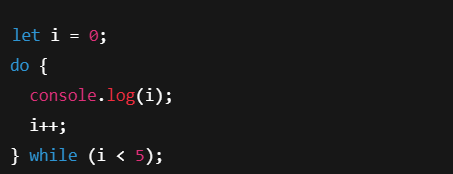 let i = 0;
do {
  console.log(i);
  i++;
} while (i < 5);